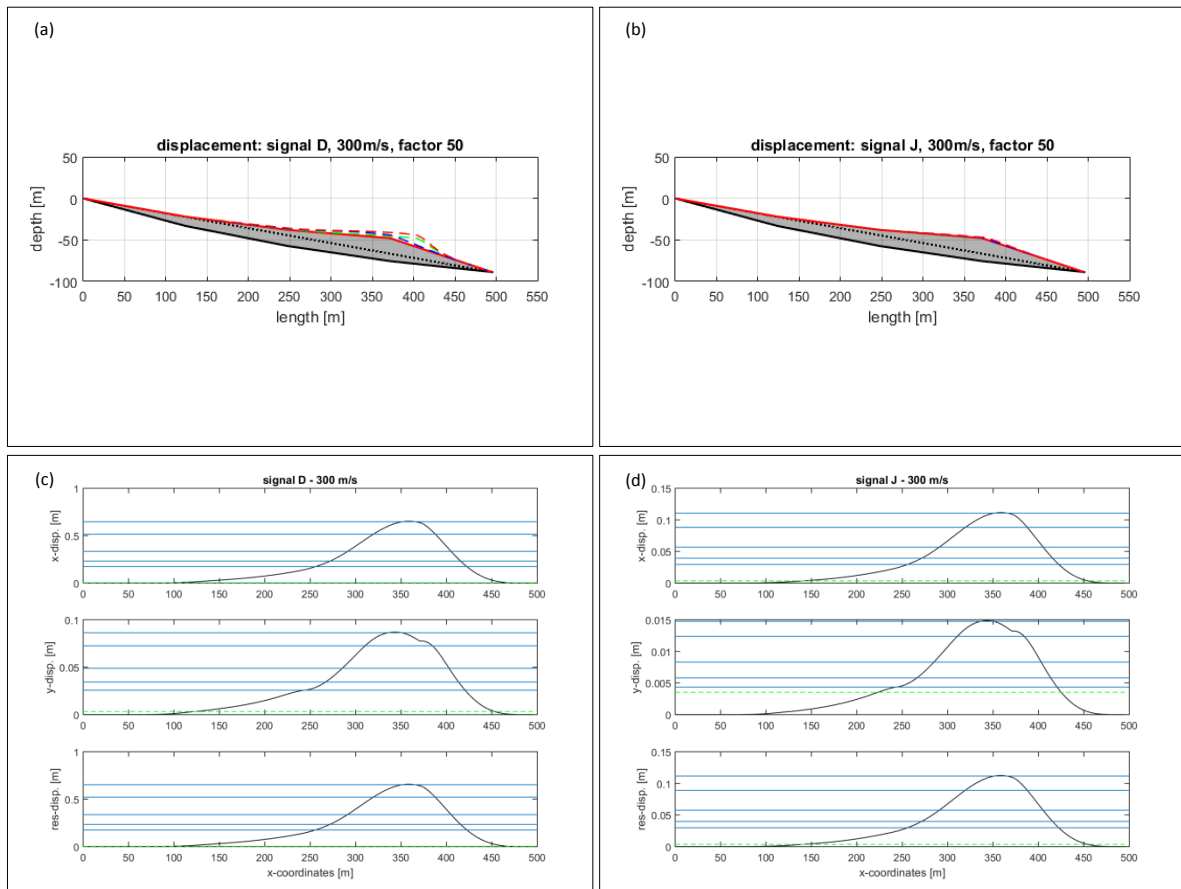 (a)
displacement: signal D, 300m/s, factor 50
depth [m]
50
0
-50
-100
0 50 100 150 200 250 300 350 400 450 500 550
length [m]
(b)
displacement: signal J, 300m/s, factor 50
depth [m]
50
0
-50
-100
0 50 100 150 200 250 300 350 400 450 500 550
length [m]
(c)
signal D - 300 m/s
x-disp. [m]
1
0.5
0
0 50 100 150 200 250 300 350 400 450 500
y-disp. [m]
0.1
0.05
0
0 50 100 150 200 250 300 350 400 450 500
res-disp. [m]
1
0.5
0
0 50 100 150 200 250 300 350 400 450 500
x-coordinates [m]
(d)
signal J - 300 m/s
x-disp. [m]
0.15
0.1
0.05
0
0 50 100 150 200 250 300 350 400 450 500
y-disp. [m]
0.015
0.01
0.005
0
0 50 100 150 200 250 300 350 400 450 500
res-disp. [m]
0.15
0.1
0.05
0
0 50 100 150 200 250 300 350 400 450 500
x-coordinates [m]